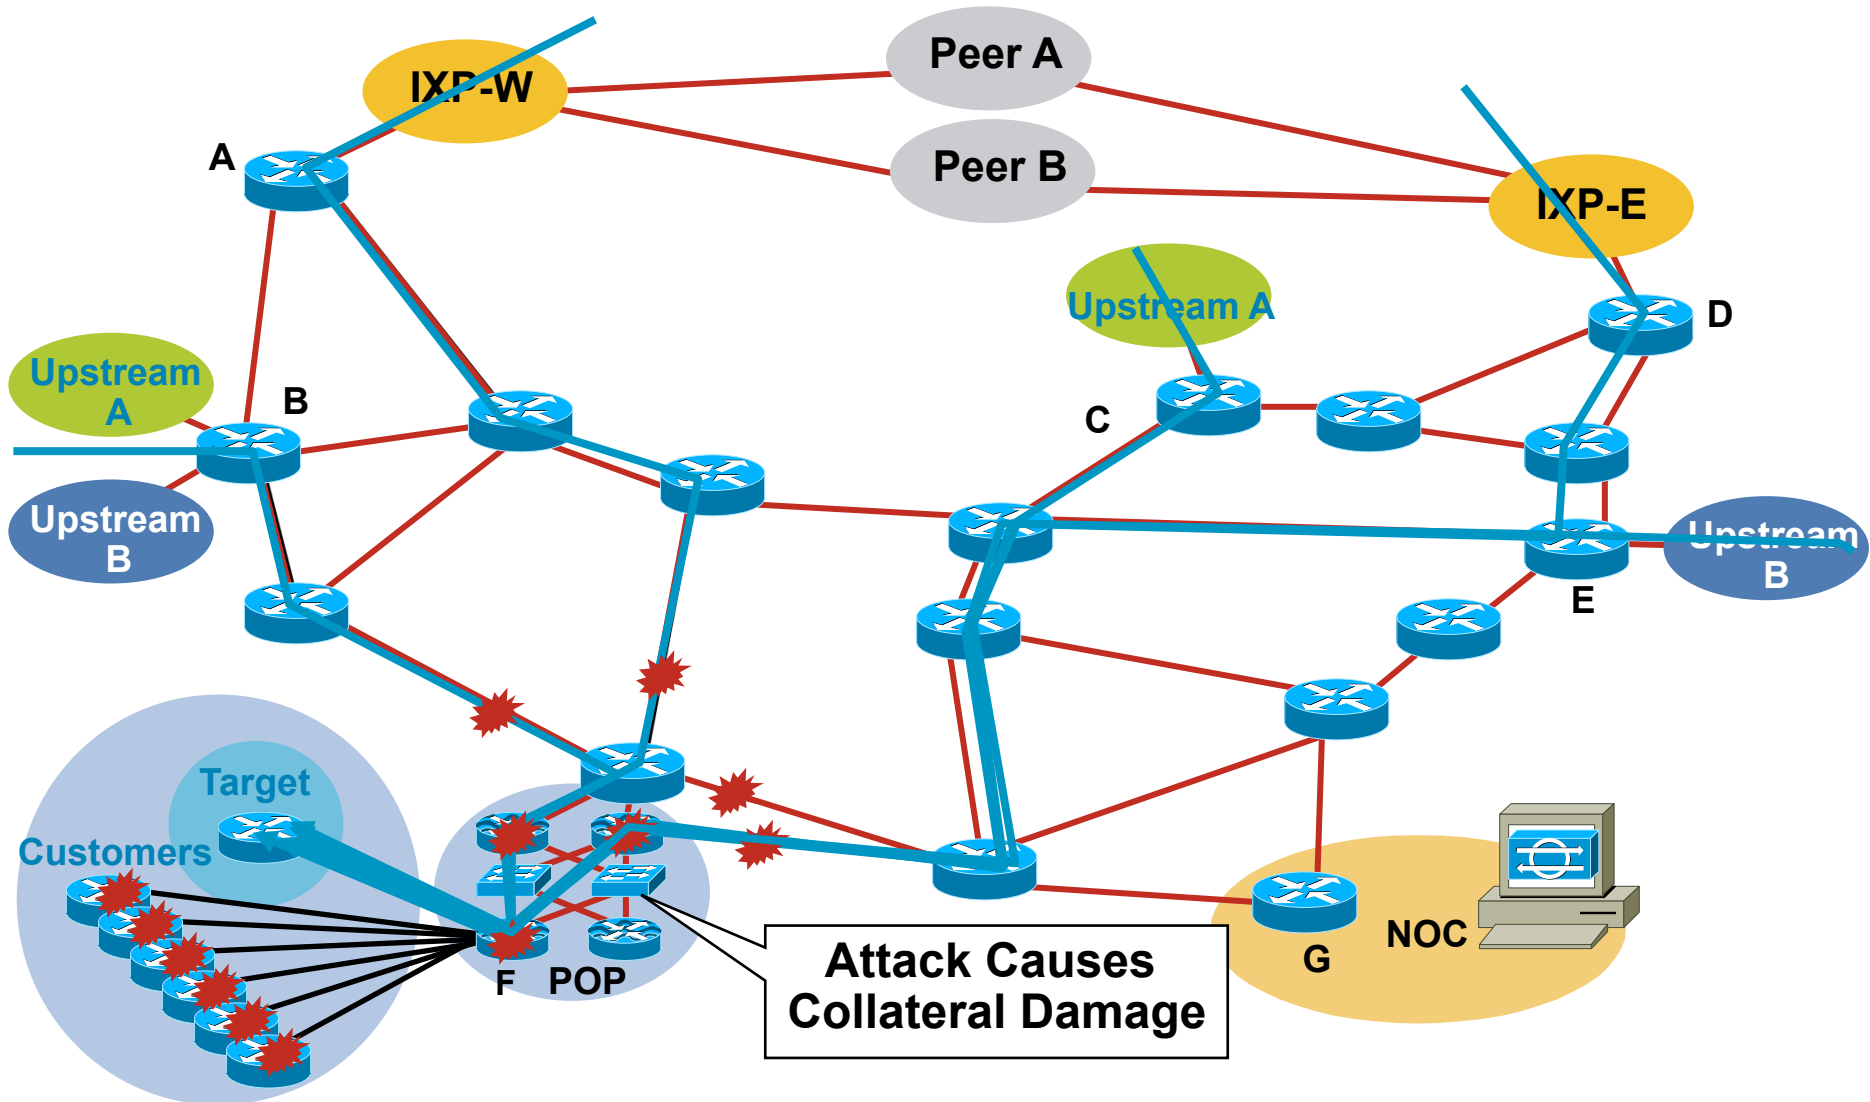 Peer A
IXP-W
A
Peer B
IXP-E
Upstream A
D
Upstream
A
B
C
Upstream
B
Upstream
B
E
Target
Customers
NOC
F
POP
G
Attack Causes
Collateral Damage